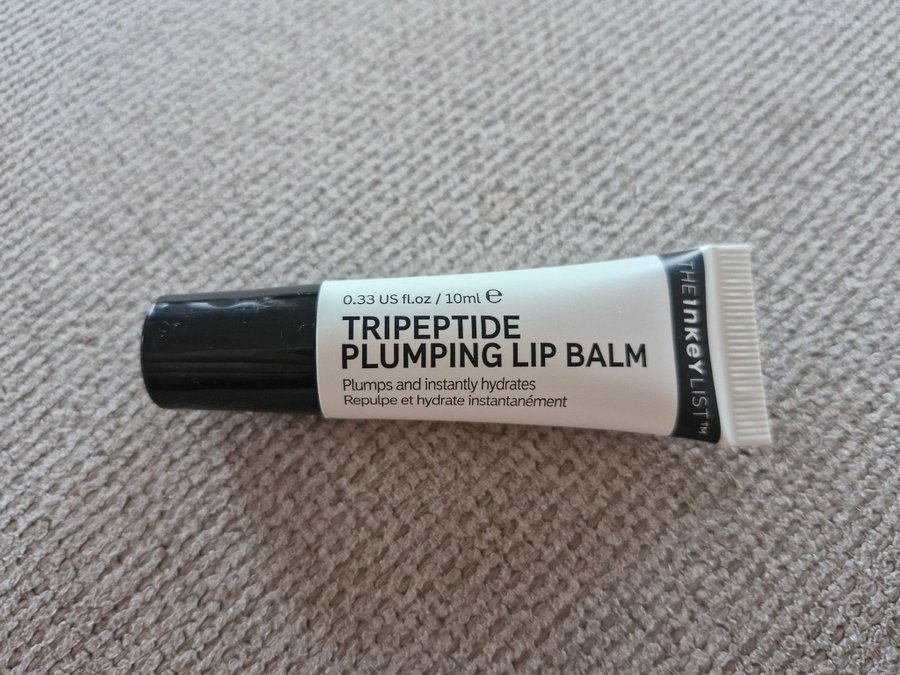 0.33 US fl.oz / 10ml ℮
TRIPEPTIDE
PLUMPING LIP BALM
Plumps and instantly hydrates
Repulpe et hydrate instantanément
THE INKEY LIST™